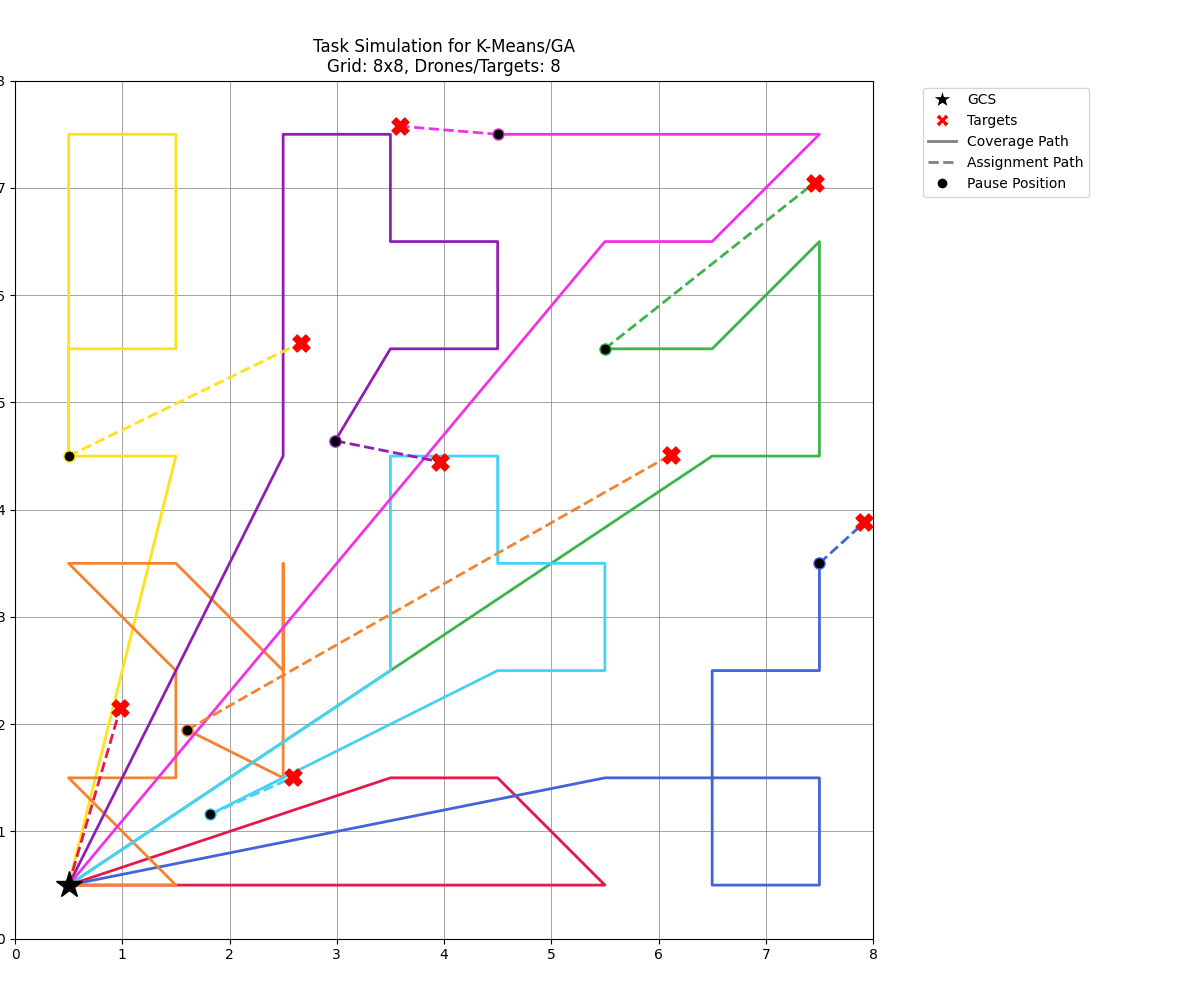 Task Simulation for K-Means/GA
Grid: 8x8, Drones/Targets: 8
GCS
Targets
Coverage Path
Assignment Path
Pause Position
8
7
6
5
4
3
2
1
0
0 1 2 3 4 5 6 7 8